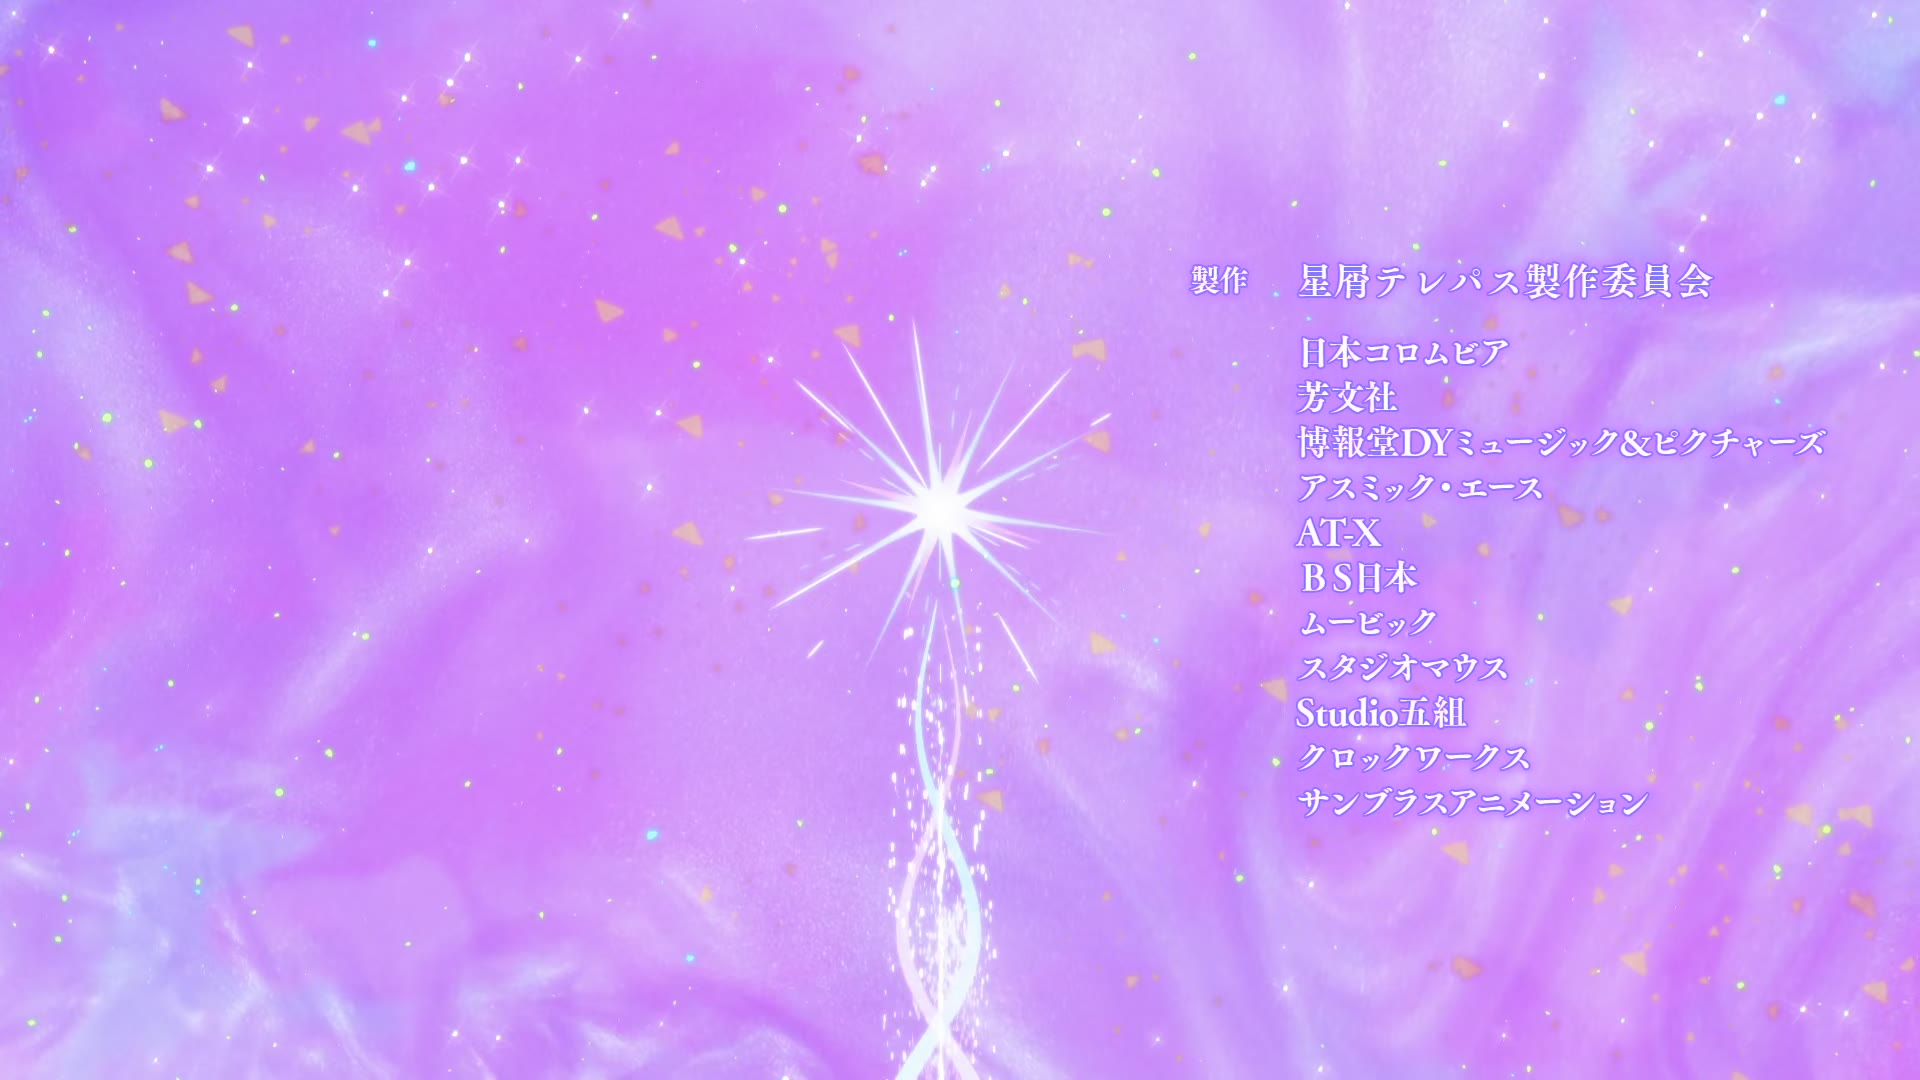 製作 星屑テレパス製作委員会
日本コロムビア
芳文社
博報堂DYミュージック&ピクチャーズ
アスミック・エース
AT-X
BS日本
ムービック
スタジオマウス
Studio五組
クロックワークス
サンブラスアニメーション